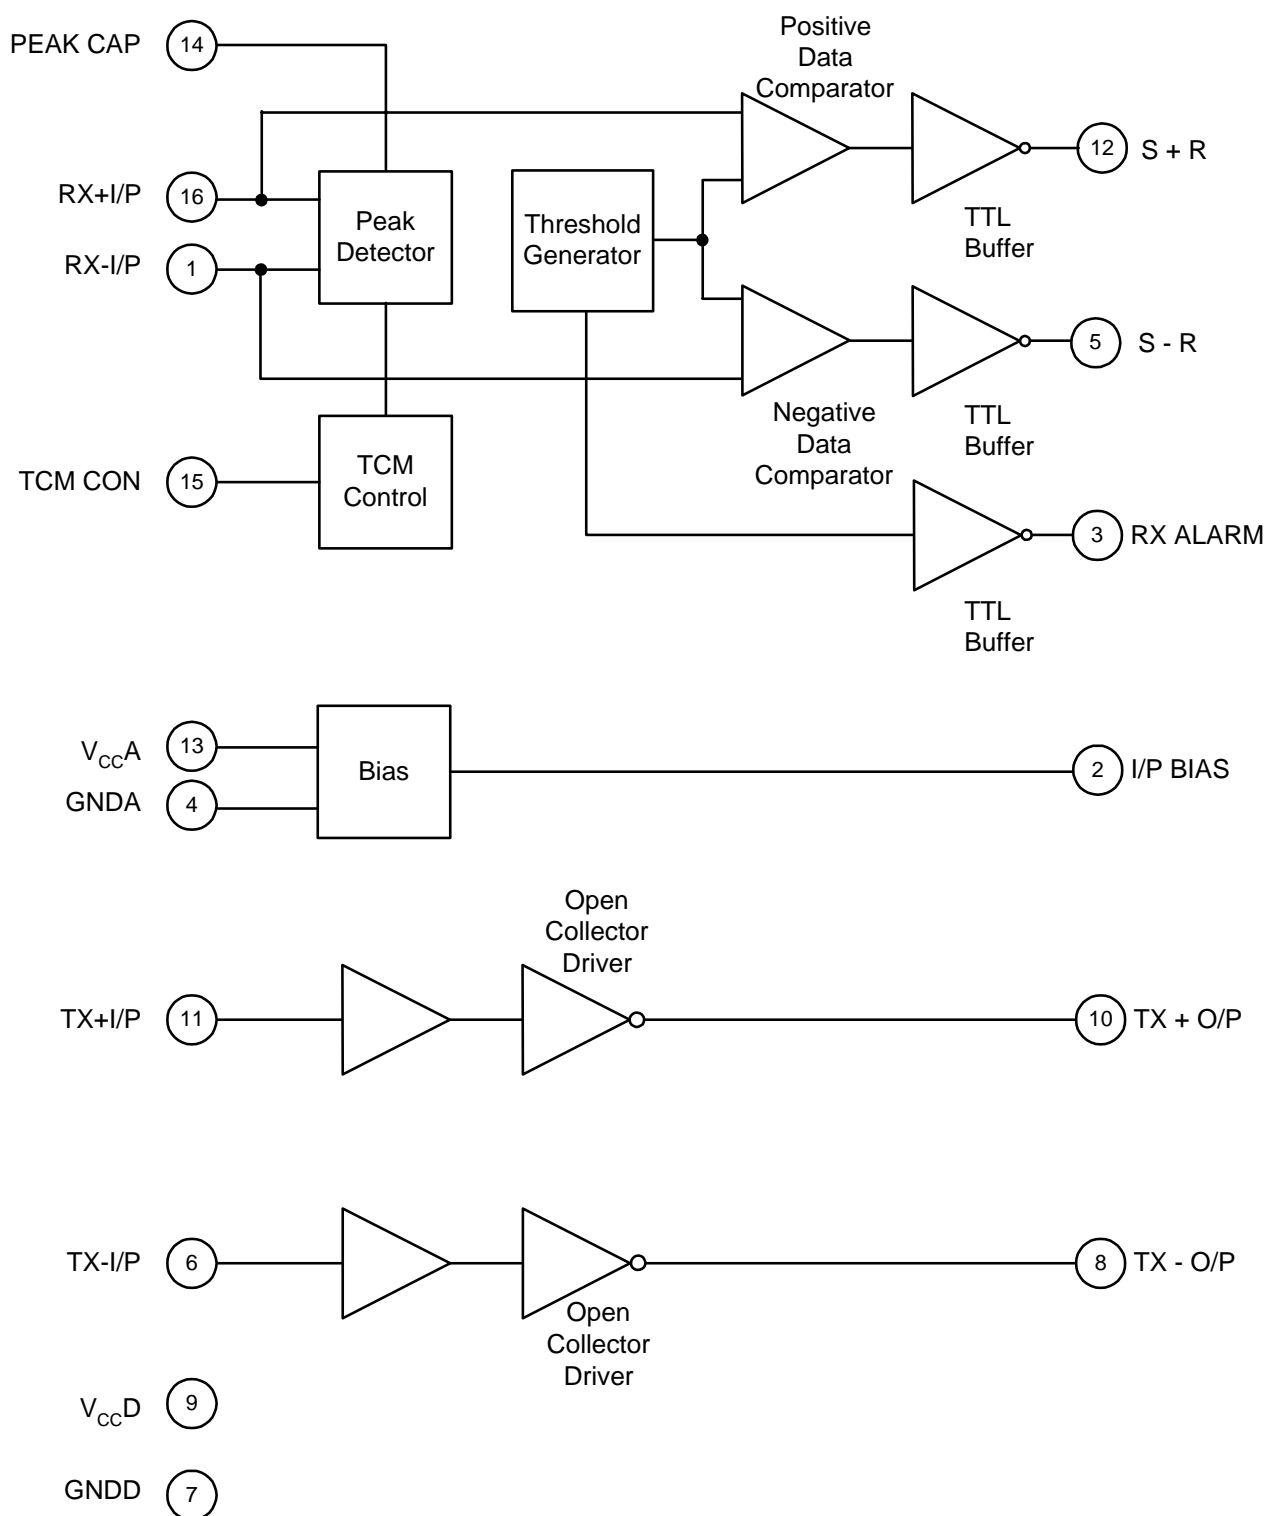 PEAK CAP 14
Positive
Data
Comparator
12 S + R
RX+I/P 16
Peak
Detector
Threshold
Generator
TTL
Buffer
RX-I/P 1
5 S - R
Negative
Data
Comparator
TTL
Buffer
TCM CON 15
TCM
Control
3 RX ALARM
TTL
Buffer
VCCA 13
Bias
2 I/P BIAS
GNDA 4
Open
Collector
Driver
TX+I/P 11
10 TX + O/P
TX-I/P 6
8 TX - O/P
Open
Collector
Driver
VCCD 9
GNDD 7